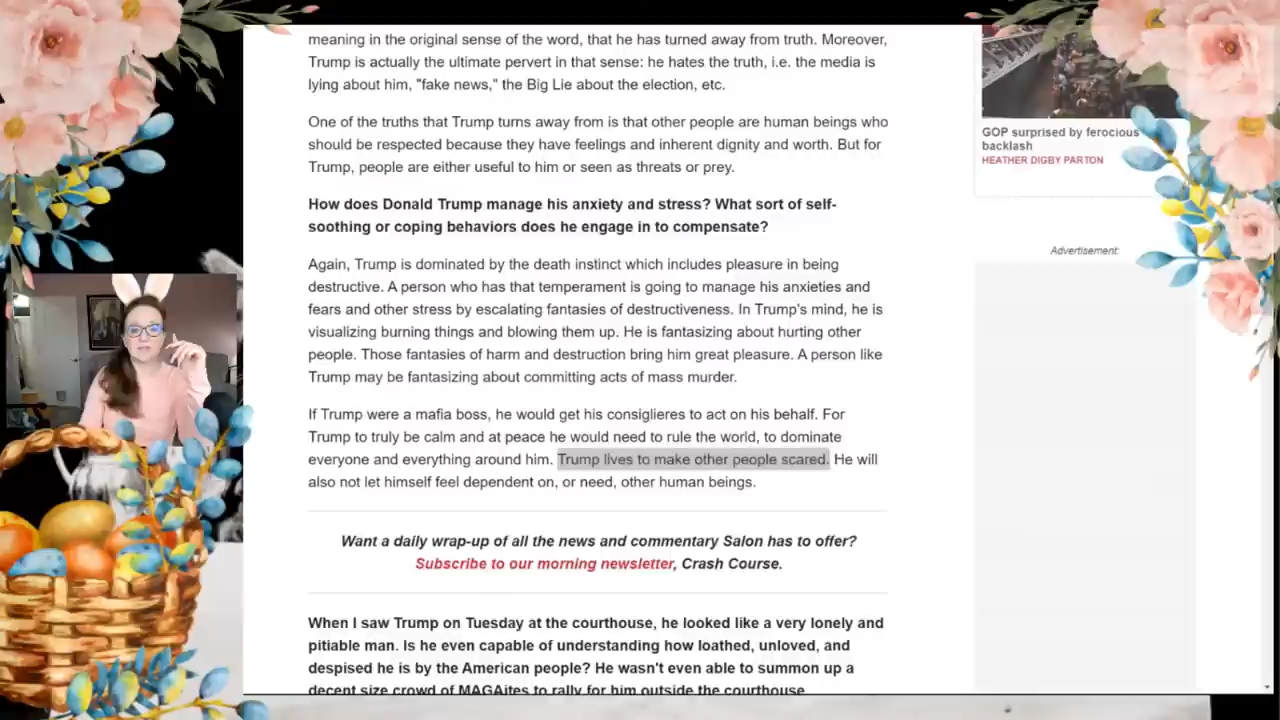 meaning in the original sense of the word, that he has turned away from truth. Moreover,
Trump is actually the ultimate pervert in that sense: he hates the truth, i.e. the media is
lying about him, "fake news," the Big Lie about the election, etc.
One of the truths that Trump turns away from is that other people are human beings who
should be respected because they have feelings and inherent dignity and worth. But for
Trump, people are either useful to him or seen as threats or prey.
How does Donald Trump manage his anxiety and stress? What sort of self-
soothing or coping behaviors does he engage in to compensate?
Again, Trump is dominated by the death instinct which includes pleasure in being
destructive. A person who has that temperament is going to manage his anxieties and
fears and other stress by escalating fantasies of destructiveness. In Trump's mind, he is
visualizing burning things and blowing them up. He is fantasizing about hurting other
people. Those fantasies of harm and destruction bring him great pleasure. A person like
Trump may be fantasizing about committing acts of mass murder.
If Trump were a mafia boss, he would get his consiglieres to act on his behalf. For
Trump to truly be calm and at peace he would need to rule the world, to dominate
everyone and everything around him. Trump lives to make other people scared. He will
also not let himself feel dependent on, or need, other human beings.
Want a daily wrap-up of all the news and commentary Salon has to offer?
Subscribe to our morning newsletter, Crash Course.
When I saw Trump on Tuesday at the courthouse, he looked like a very lonely and
pitiable man. Is he even capable of understanding how loathed, unloved, and
despised he is by the American people? He wasn't even able to summon up a
decent size crowd of MAGAites to rally for him outside the courthouse
GOP surprised by ferocious
backlash
HEATHER DIGBY PARTON
Advertisement: